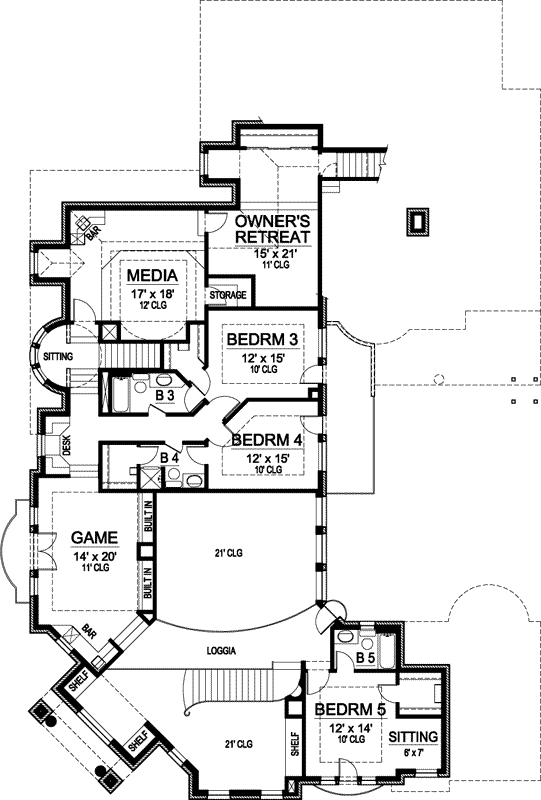 OWNER'S
RETREAT
15' x 21'
11' CLG
BAR
MEDIA
17' x 18'
12' CLG
STORAGE
SITTING
BEDRM 3
12' x 15'
10' CLG
B 3
DESK
BEDRM 4
12' x 15'
10' CLG
B 4
GAME
14' x 20'
11' CLG
BUILT IN
BUILT IN
21' CLG
BAR
LOGGIA
B 5
SHELF
SHELF
21' CLG
SHELF
BEDRM 5
12' x 14'
10' CLG
SITTING
6' x 7'